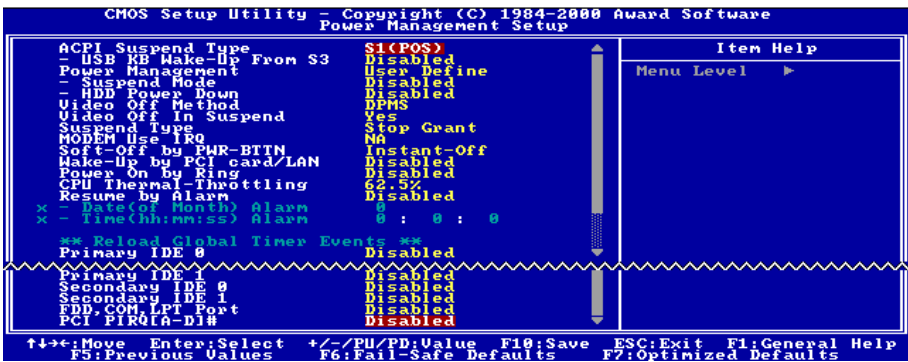 CMOS Setup Utility - Copyright (C) 1984-2000 Award Software
Power Management Setup
ACPI Suspend Type S1(POS)
- USB KB Wake-Up From S3 Disabled
Power Management User Define
- Suspend Mode Disabled
- HDD Power Down Disabled
Video Off Method DPMS
Video Off In Suspend Yes
Suspend Type Stop Grant
MODEM Use IRQ NA
Soft-Off by PWR-BTTN Instant-Off
Wake-Up by PCI card/LAN Disabled
Power On by Ring Disabled
CPU Thermal-Throttling 62.5%
Resume by Alarm Disabled
x - Date(of Month) Alarm 0
x - Time(hh:mm:ss) Alarm 0 : 0 : 0
** Reload Global Timer Events **
Primary IDE 0 Disabled
Primary IDE 1 Disabled
Secondary IDE 0 Disabled
Secondary IDE 1 Disabled
FDD,COM,LPT Port Disabled
PCI PIRQ[A-D]# Disabled
Item Help
Menu Level ►
↑↓→←:Move Enter:Select +/-/PU/PD:Value F10:Save ESC:Exit F1:General Help
F5:Previous Values F6:Fail-Safe Defaults F7:Optimized Defaults